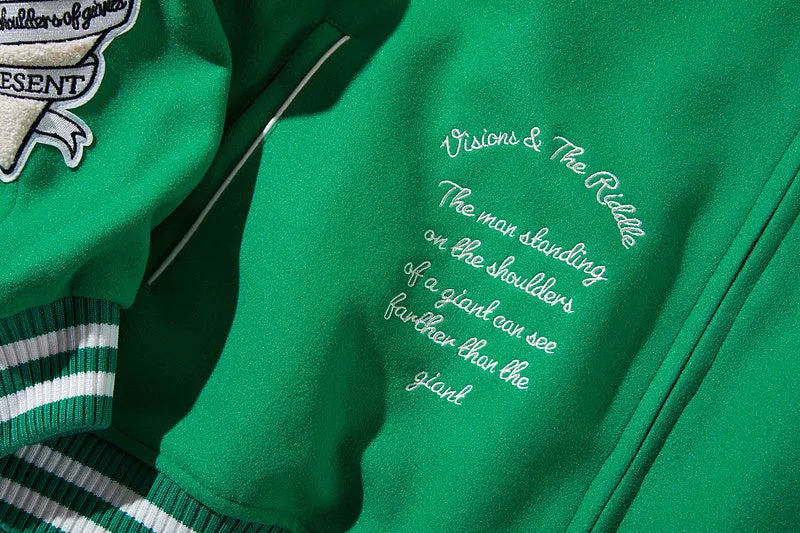 shoulders of giants
ESENT
Visions & The Riddle
The man standing
on the shoulders
of a giant can see
farther than the
giant